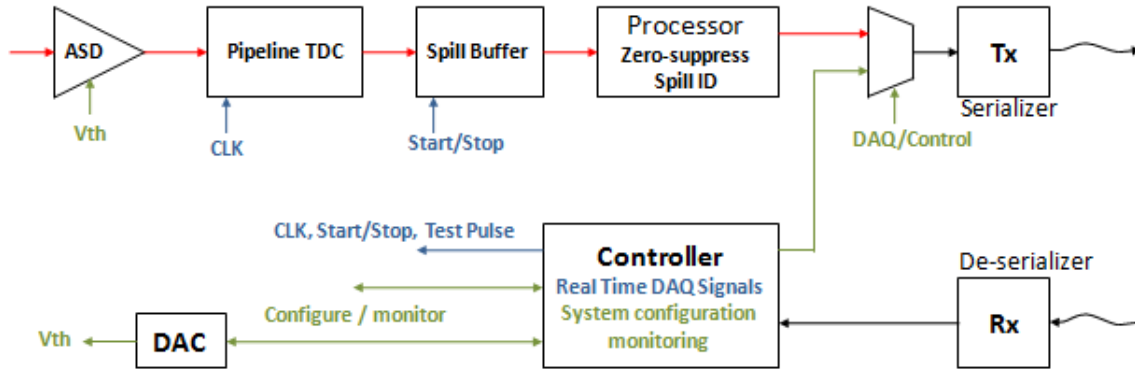 ASD
Pipeline TDC
Spill Buffer
Processor
Zero-suppress
Spill ID
Tx
Serializer
Vth
CLK
Start/Stop
DAQ/Control
CLK, Start/Stop, Test Pulse
Controller
Real Time DAQ Signals
System configuration
monitoring
De-serializer
Rx
Configure / monitor
Vth
DAC